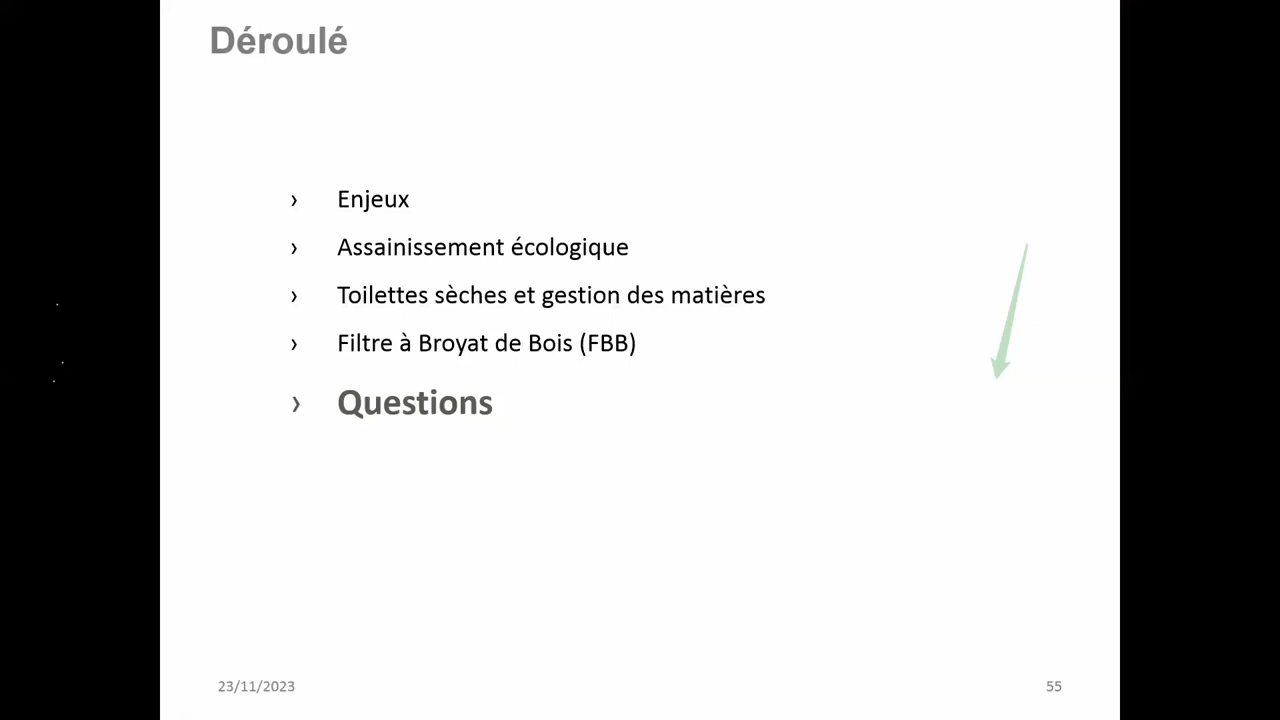 Déroulé
› Enjeux
› Assainissement écologique
› Toilettes sèches et gestion des matières
› Filtre à Broyat de Bois (FBB)
› Questions
23/11/2023
55